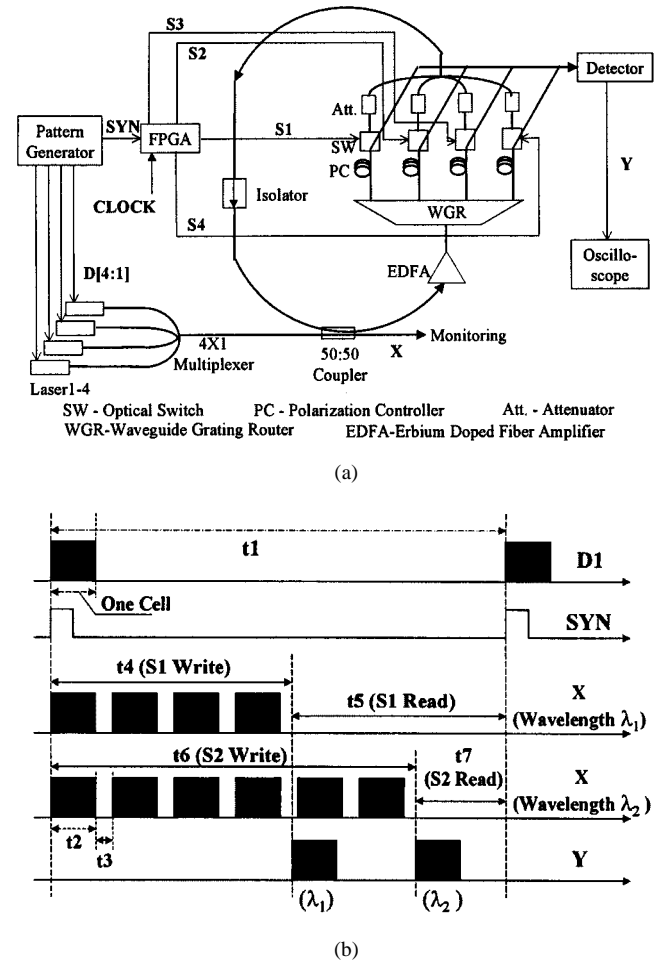 S3
S2
Att.
Detector
Pattern
Generator
SYN
FPGA
S1
SW
PC
Y
CLOCK
Isolator
WGR
S4
EDFA
Oscillo-
scope
D[4:1]
4X1
Multiplexer
50:50
Coupler
X
Monitoring
Laser1-4
SW - Optical Switch PC - Polarization Controller Att. - Attenuator
WGR-Waveguide Grating Router EDFA-Erbium Doped Fiber Amplifier
(a)
t1
D1
One Cell
SYN
t4 (S1 Write)
t5 (S1 Read)
X
(Wavelength λ1)
t6 (S2 Write)
t7
(S2 Read)
X
(Wavelength λ2)
t2
t3
Y
(λ1) (λ2)
(b)